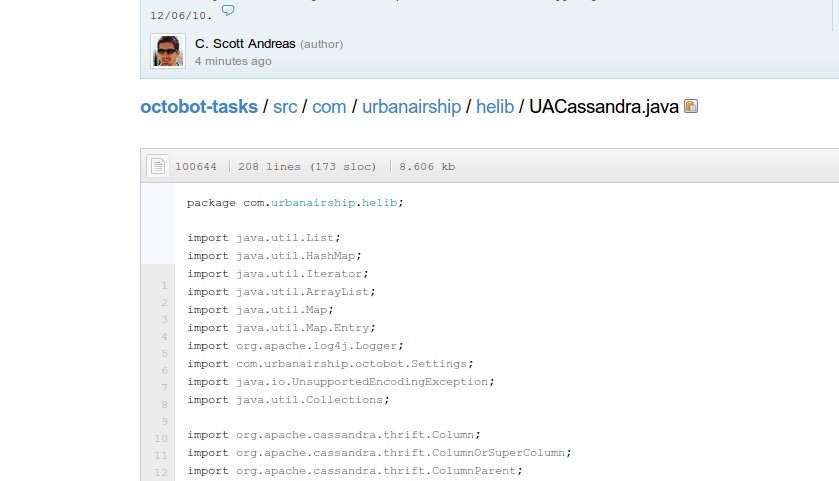 12/06/10.
C. Scott Andreas (author)
4 minutes ago
octobot-tasks / src / com / urbanairship / helib / UACassandra.java
100644 208 lines (173 sloc) 8.606 kb
package com.urbanairship.helib;
import java.util.List;
import java.util.HashMap;
import java.util.Iterator;
1
import java.util.ArrayList;
2
import java.util.Map;
3
import java.util.Map.Entry;
4
import org.apache.log4j.Logger;
5
import com.urbanairship.octobot.Settings;
6
import java.io.UnsupportedEncodingException;
7
import java.util.Collections;
8
9
import org.apache.cassandra.thrift.Column;
10
import org.apache.cassandra.thrift.ColumnOrSuperColumn;
11
import org.apache.cassandra.thrift.ColumnParent;
12